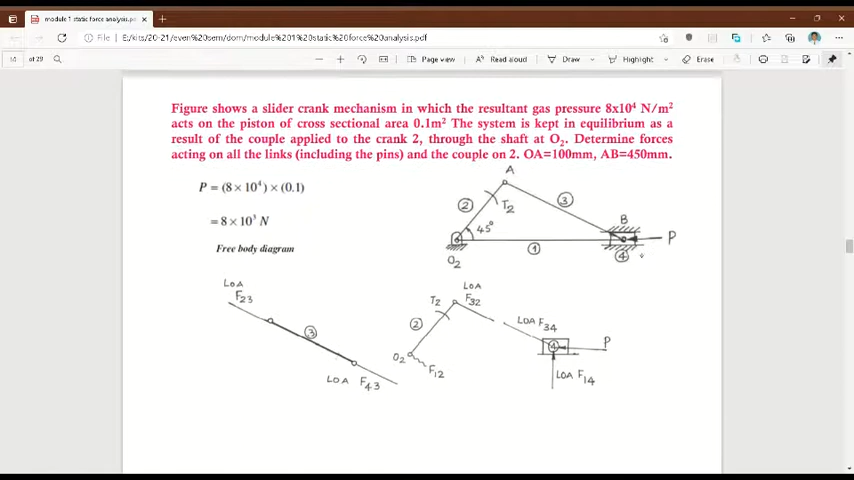 module 1 static force analysis.pd
File
E:/kits/20-21/even%20sem/dom/module%201%20static%20force%20analysis.pdf
of 29
Page view
Read aloud
Draw
Highlight
Erase
Figure shows a slider crank mechanism in which the resultant gas pressure 8x10⁴ N/m²
acts on the piston of cross sectional area 0.1m² The system is kept in equilibrium as a
result of the couple applied to the crank 2, through the shaft at O₂. Determine forces
acting on all the links (including the pins) and the couple on 2. OA=100mm, AB=450mm.
P = (8 × 10⁴) × (0.1)
= 8 × 10³ N
Free body diagram
A
2
T2
3
45°
B
P
O2
1
4
LOA
F23
3
LOA F43
LOA
F32
T2
2
O2
F12
LOA F34
4
P
LOA F14